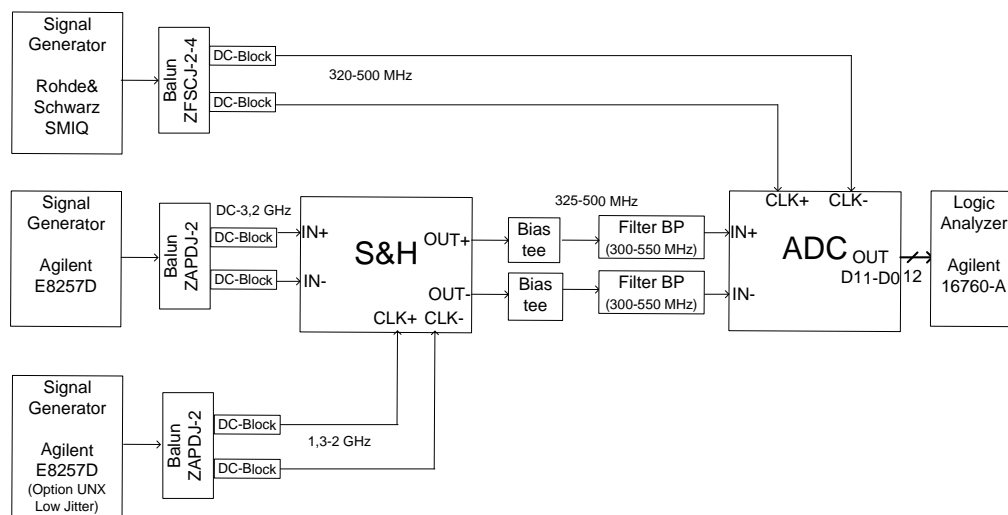 Signal
Generator
Rohde&
Schwarz
SMIQ
Balun
ZFSCJ-2-4
DC-Block
DC-Block
320-500 MHz
Signal
Generator
Agilent
E8257D
Balun
ZAPDJ-2
DC-3,2 GHz
DC-Block
DC-Block
IN+
IN-
S&H
OUT+
OUT-
CLK+ CLK-
325-500 MHz
Bias
tee
Filter BP
(300-550 MHz)
Bias
tee
Filter BP
(300-550 MHz)
CLK+ CLK-
IN+
IN-
ADC
OUT
D11-D0
12
Logic
Analyzer
Agilent
16760-A
Signal
Generator
Agilent
E8257D
(Option UNX
Low Jitter)
Balun
ZAPDJ-2
DC-Block
DC-Block
1,3-2 GHz